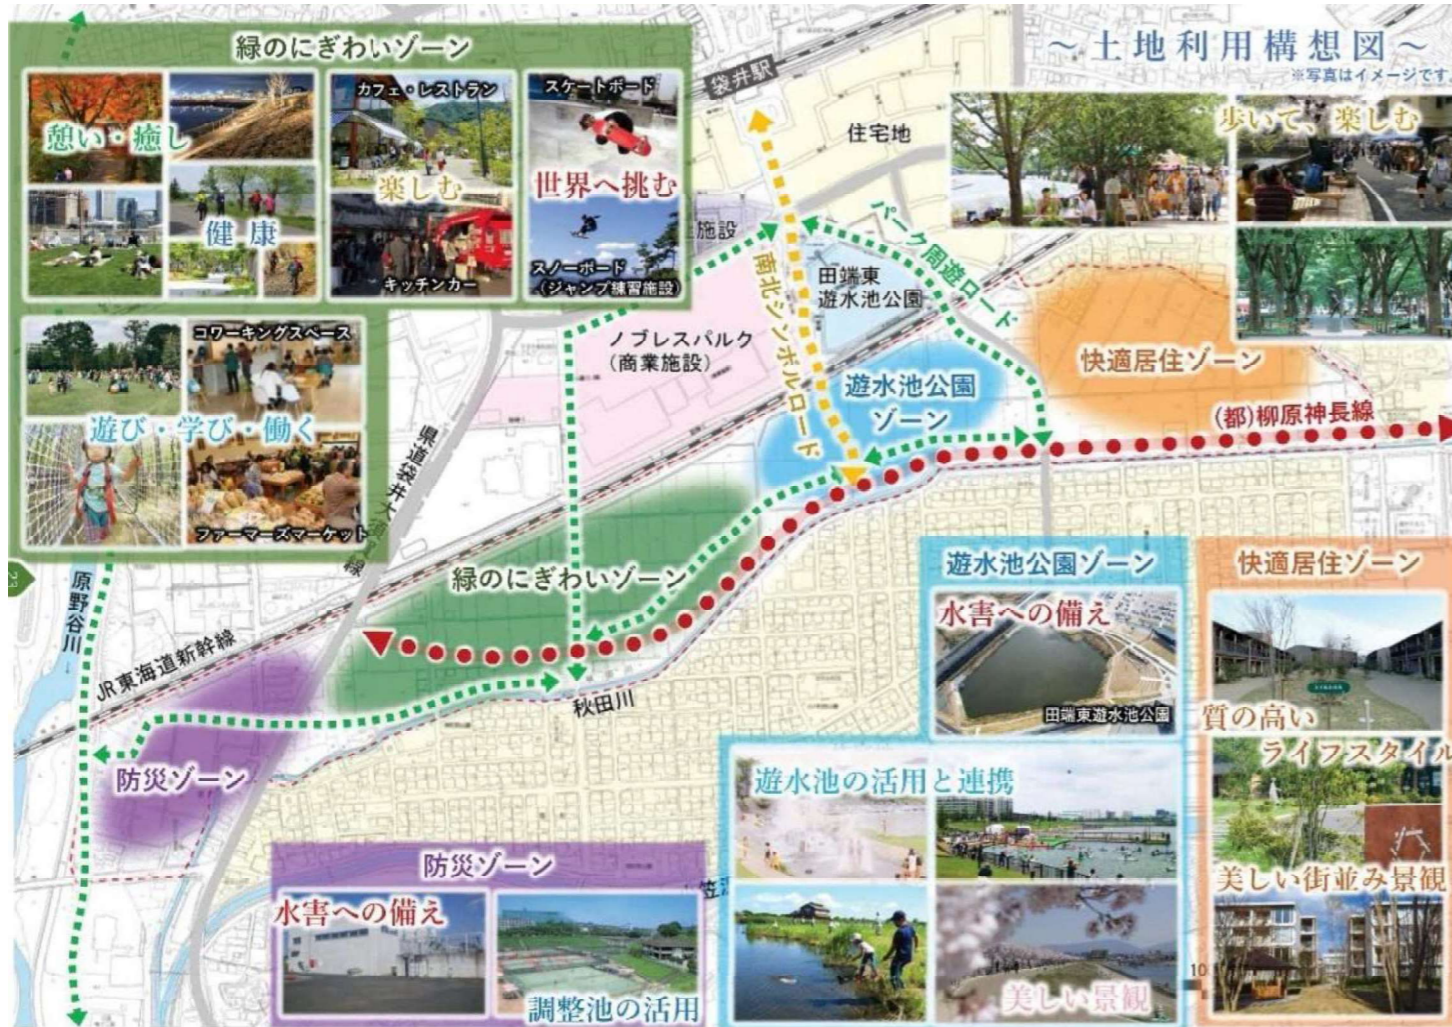 ～土地利用構想図～
※写真はイメージです
緑のにぎわいゾーン
憩い・癒し
健康
カフェ・レストラン
楽しむ
キッチンカー
スケートボード
世界へ挑む
スノーボード
(ジャンプ練習施設)
コワーキングスペース
遊び・学び・働く
ファーマーズマーケット
袋井駅
住宅地
歩いて、楽しむ
パーク周遊ロード
施設
南北シンボルロード
田端東
遊水池公園
ノブレスパルク
(商業施設)
遊水池公園
ゾーン
快適居住ゾーン
(都)柳原神長線
緑のにぎわいゾーン
原野谷川
JR東海道新幹線
秋田川
防災ゾーン
遊水池公園ゾーン
水害への備え
田端東遊水池公園
遊水池の活用と連携
美しい景観
快適居住ゾーン
質の高い
ライフスタイル
美しい街並み景観
防災ゾーン
水害への備え
調整池の活用